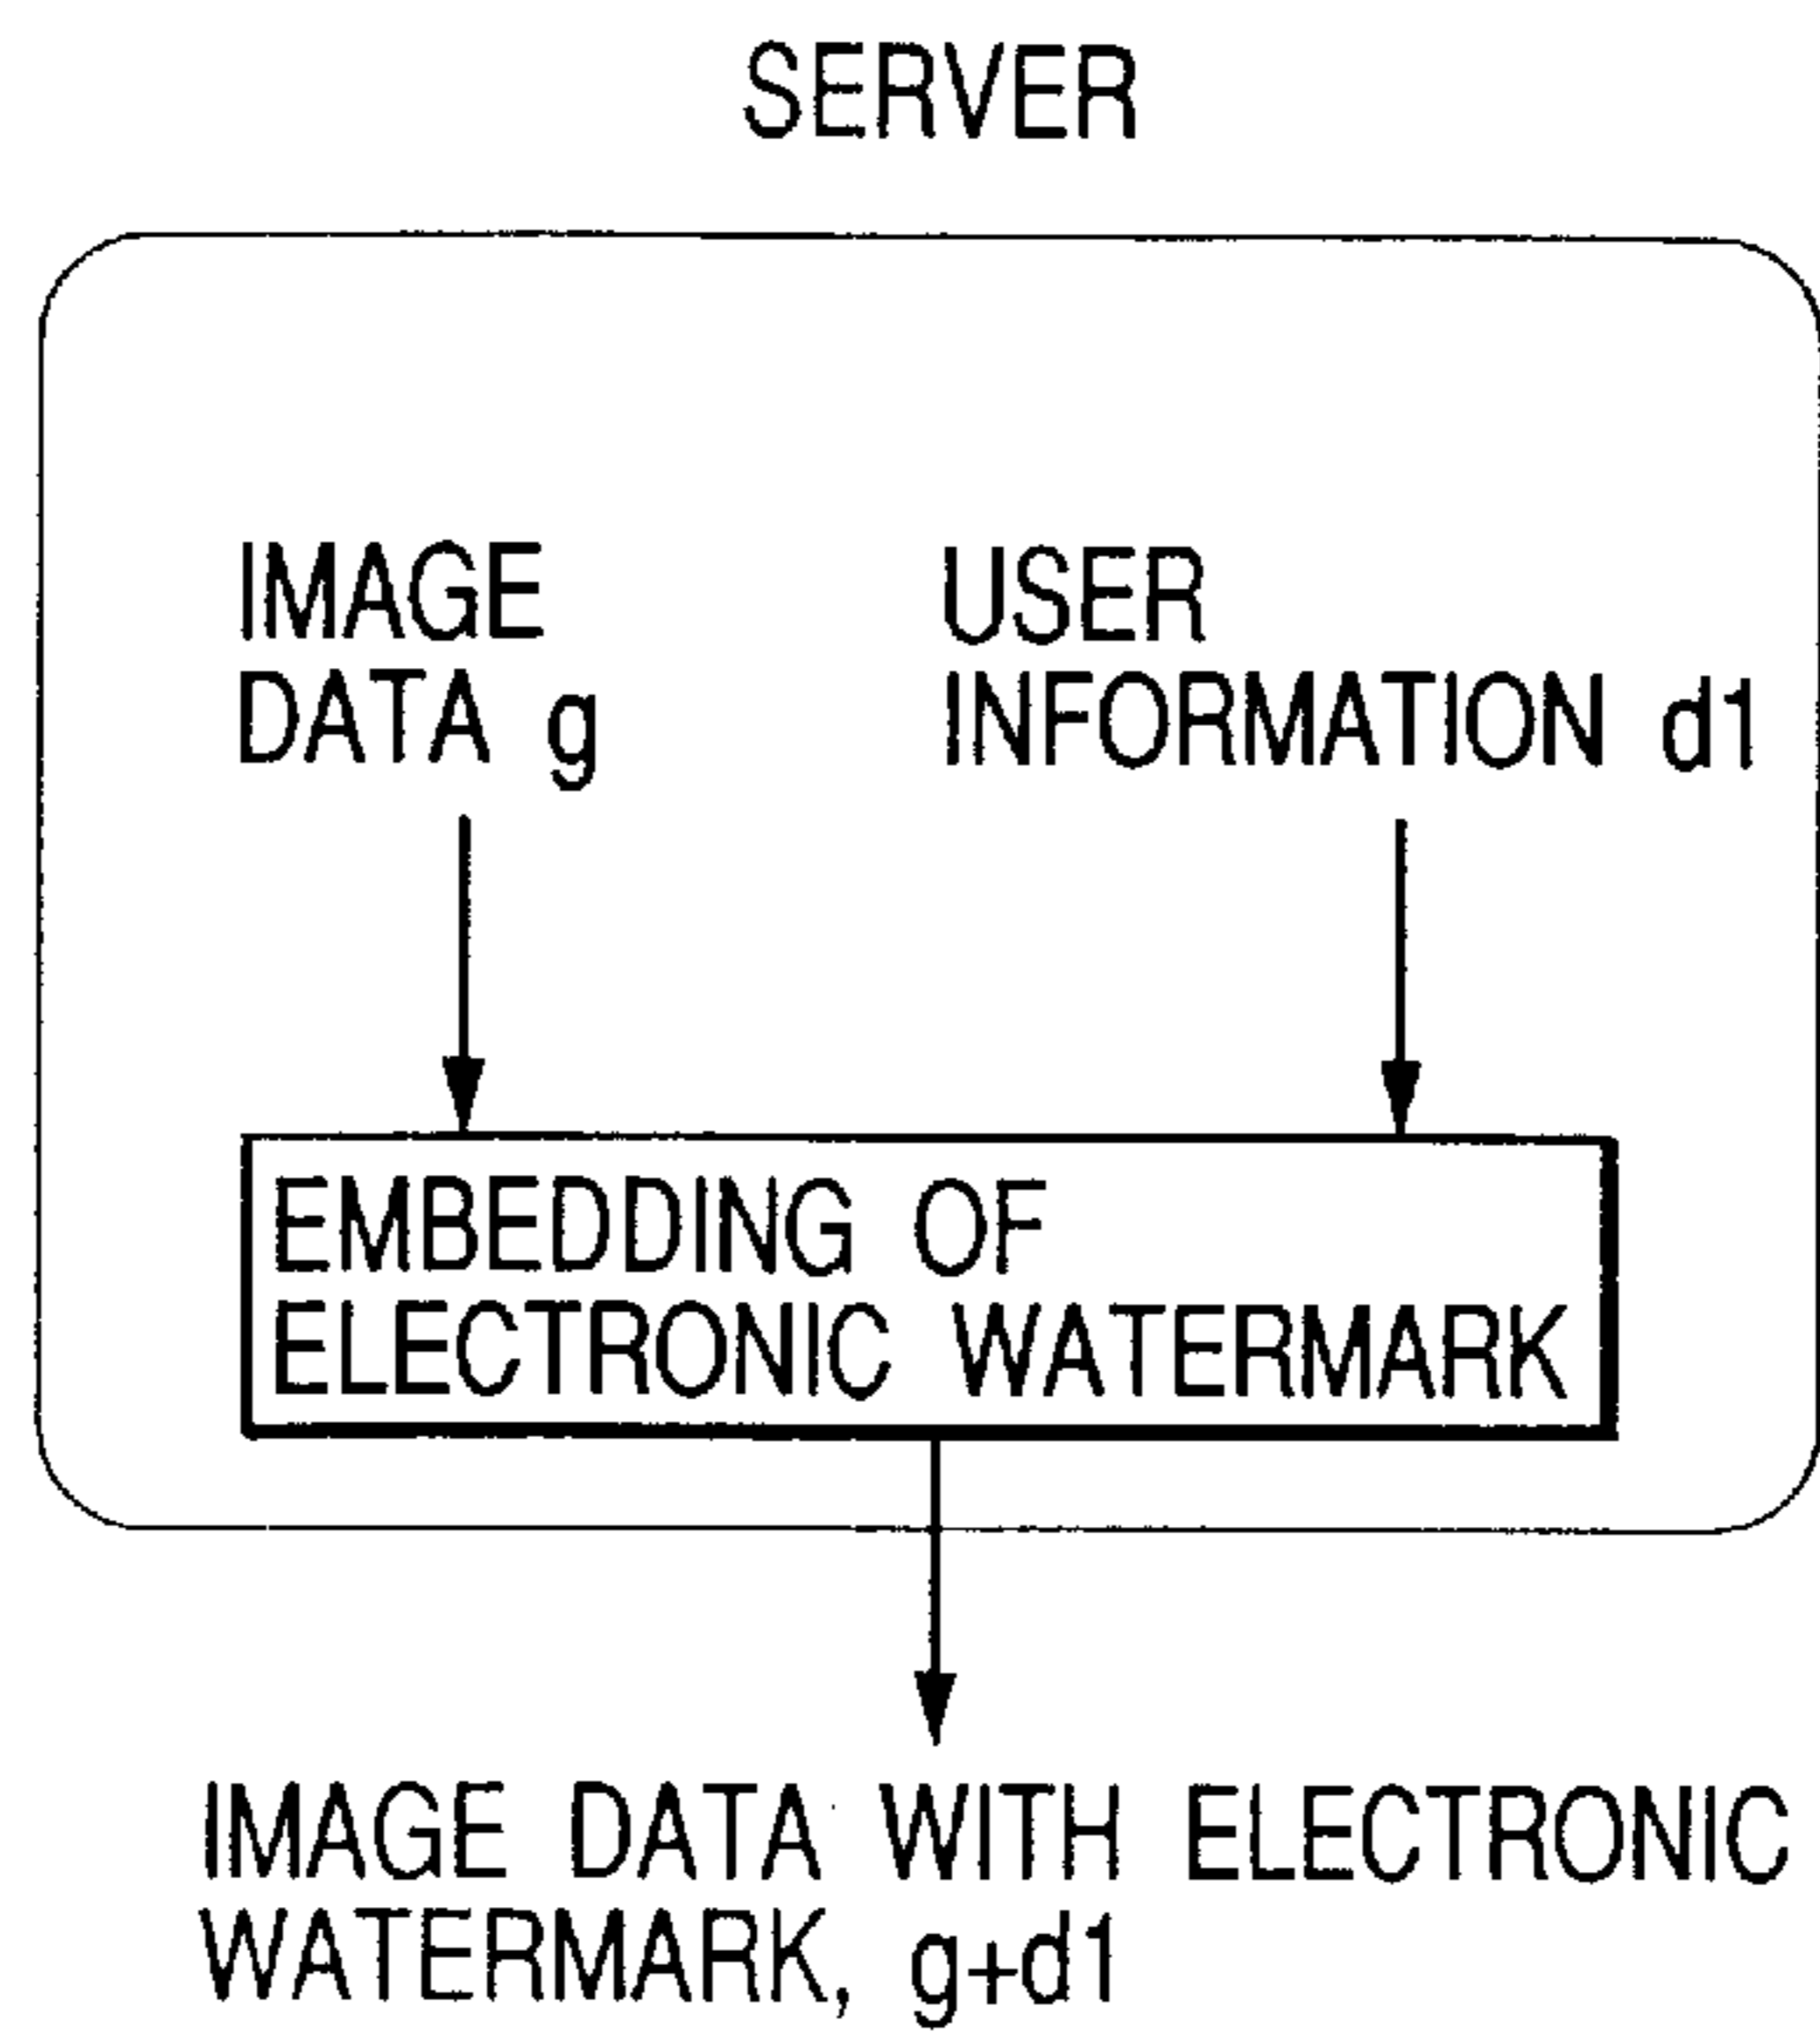 SERVER
IMAGE
DATA g
USER
INFORMATION d1
EMBEDDING OF
ELECTRONIC WATERMARK
IMAGE DATA WITH ELECTRONIC
WATERMARK, g+d1